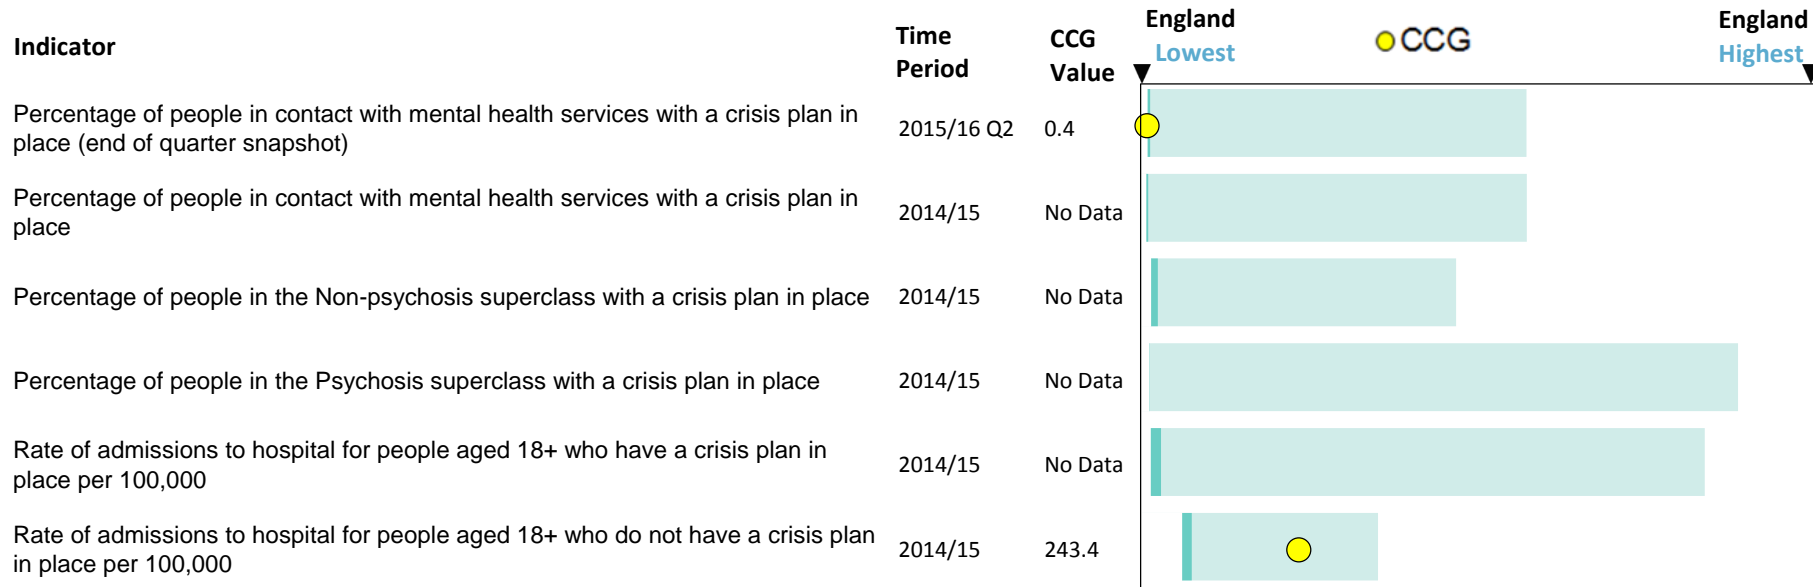 Indicator
Time Period
CCG Value
England Lowest
CCG
England Highest
Percentage of people in contact with mental health services with a crisis plan in
place (end of quarter snapshot)
2015/16 Q2
0.4
Percentage of people in contact with mental health services with a crisis plan in
place
2014/15
No Data
Percentage of people in the Non-psychosis superclass with a crisis plan in place
2014/15
No Data
Percentage of people in the Psychosis superclass with a crisis plan in place
2014/15
No Data
Rate of admissions to hospital for people aged 18+ who have a crisis plan in
place per 100,000
2014/15
No Data
Rate of admissions to hospital for people aged 18+ who do not have a crisis plan
in place per 100,000
2014/15
243.4